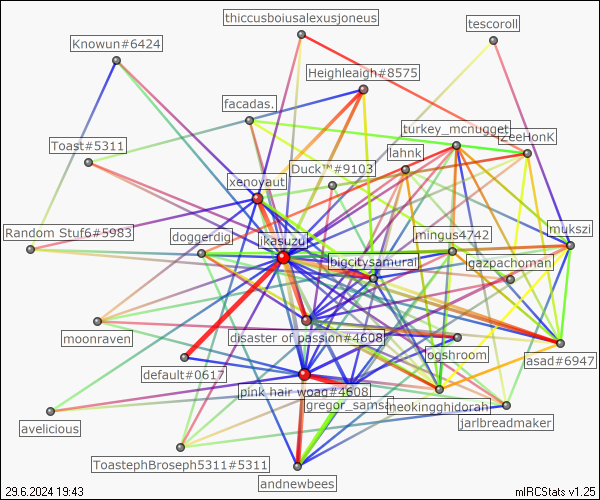 thiccusboiusalexusjoneus
tescoroll
Knowun#6424
Heighleaigh#8575
facadas.
turkey_mcnugget
ZeeHonK
Toast#5311
lahnk
Duck™#9103
xenoyaut
Random Stuf6#5983
doggerdig
ikasuzu
mingus4742
mukszi
bigcitysamurai
gazpachoman
moonraven
disaster of passion#4608
ogshroom
asad#6947
default#0617
pink hair woag#4608
gregor_samsa
neokingghidorah
jarlbreadmaker
avelicious
ToastephBroseph5311#5311
andnewbees
29.6.2024 19:43
mIRCStats v1.25